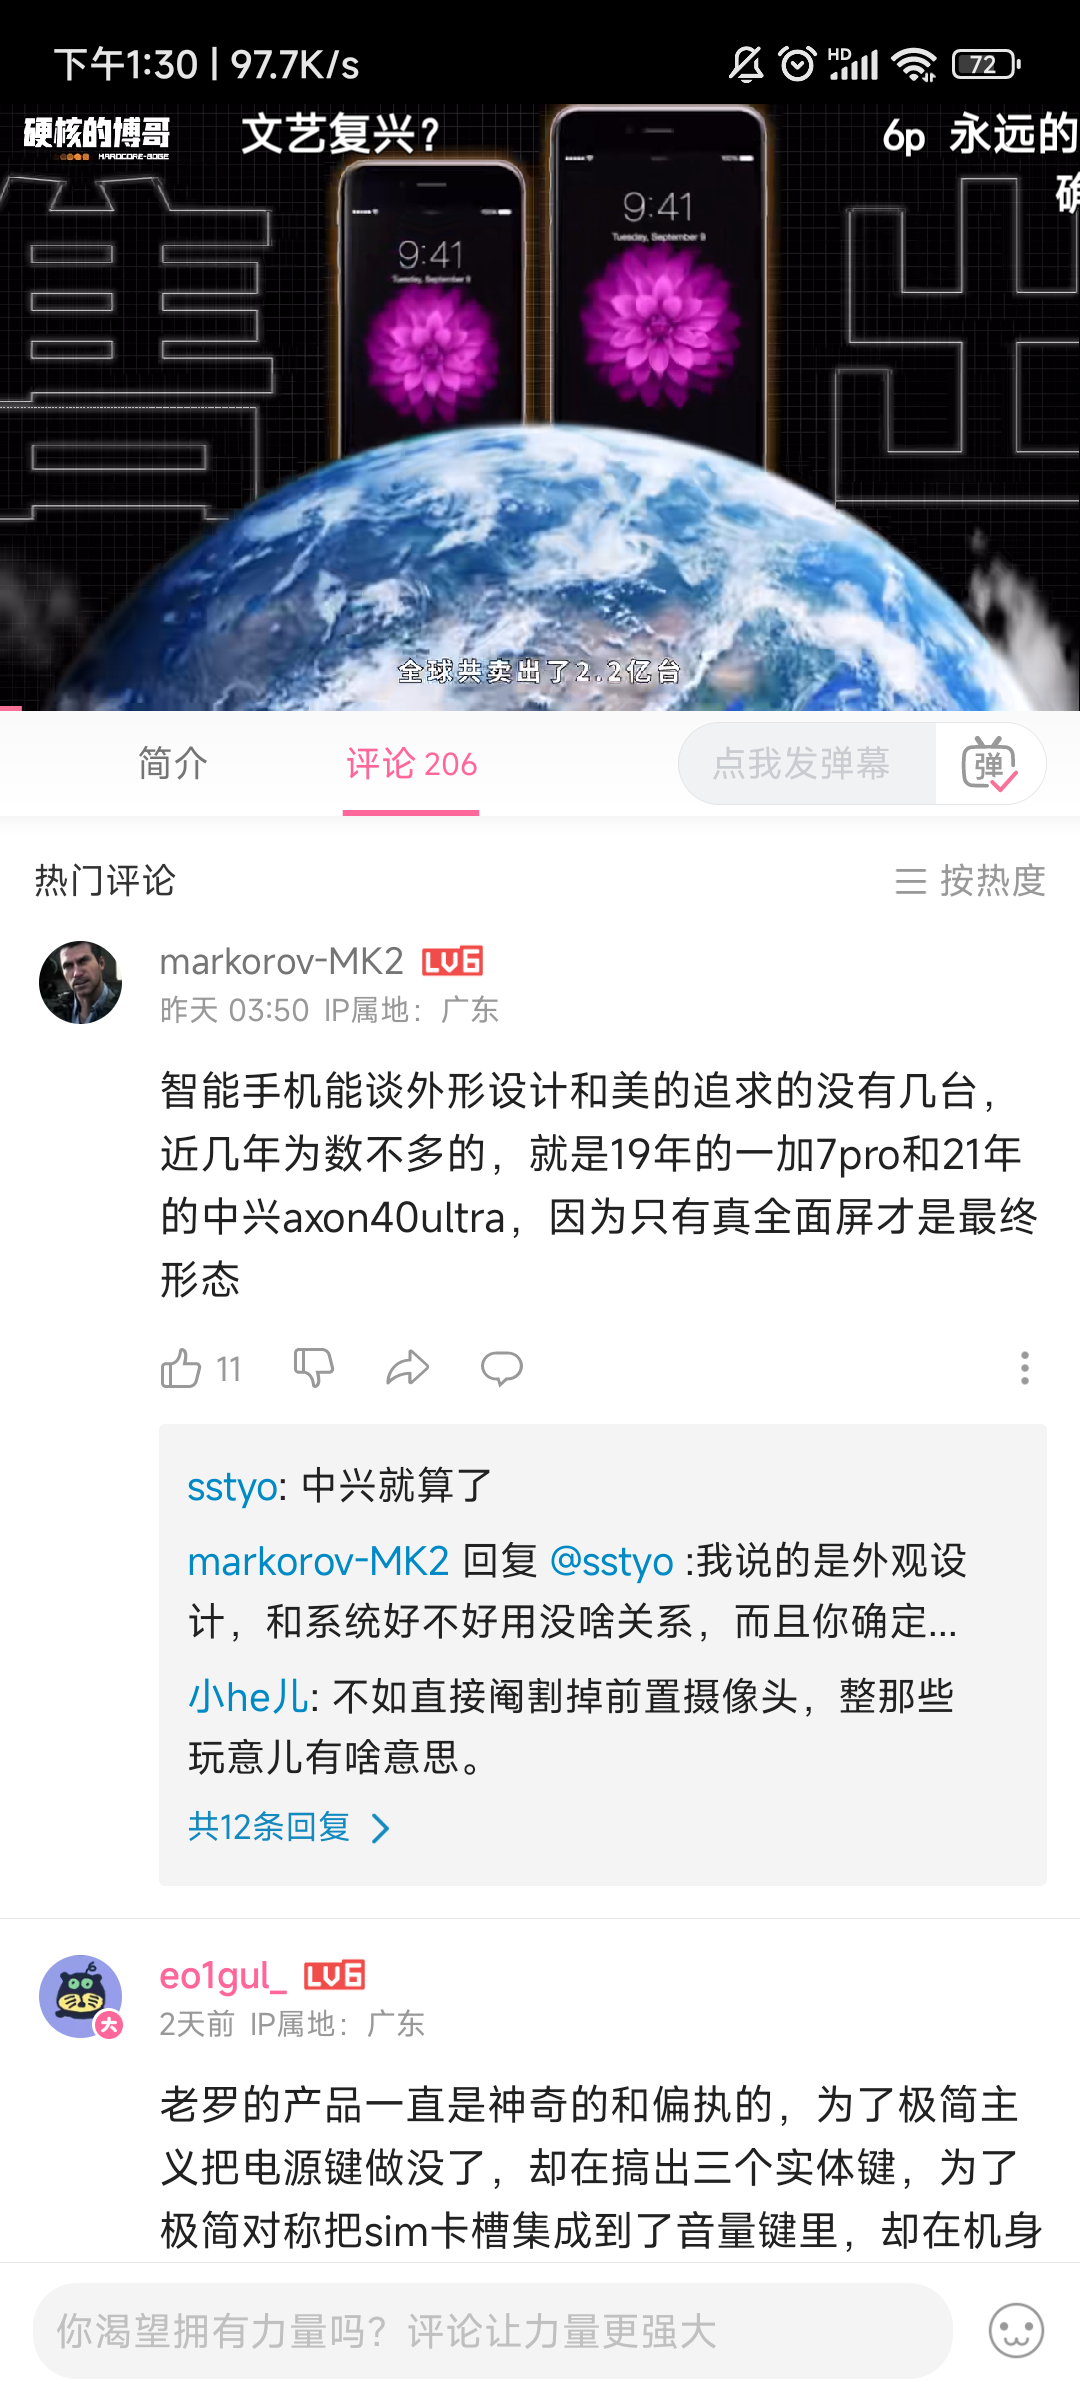 下午1:30 | 97.7K/s
HD
72
硬核的博哥
HARDCORE-BOGE
文艺复兴？
6p 永远的
确
9:41
Tuesday, September 9
9:41
Tuesday, September 9
售
出
全球共卖出了2.2亿台
简介
评论 206
点我发弹幕
弹
热门评论
按热度
markorov-MK2 LV6
昨天 03:50 IP属地：广东
智能手机能谈外形设计和美的追求的没有几台，
近几年为数不多的，就是19年的一加7pro和21年
的中兴axon40ultra，因为只有真全面屏才是最终
形态
11
sstyo: 中兴就算了
markorov-MK2 回复 @sstyo :我说的是外观设
计，和系统好不好用没啥关系，而且你确定...
小he儿: 不如直接阉割掉前置摄像头，整那些
玩意儿有啥意思。
共12条回复
eo1gul_ LV6
大
2天前 IP属地：广东
老罗的产品一直是神奇的和偏执的，为了极简主
义把电源键做没了，却在搞出三个实体键，为了
极简对称把sim卡槽集成到了音量键里，却在机身
你渴望拥有力量吗？评论让力量更强大